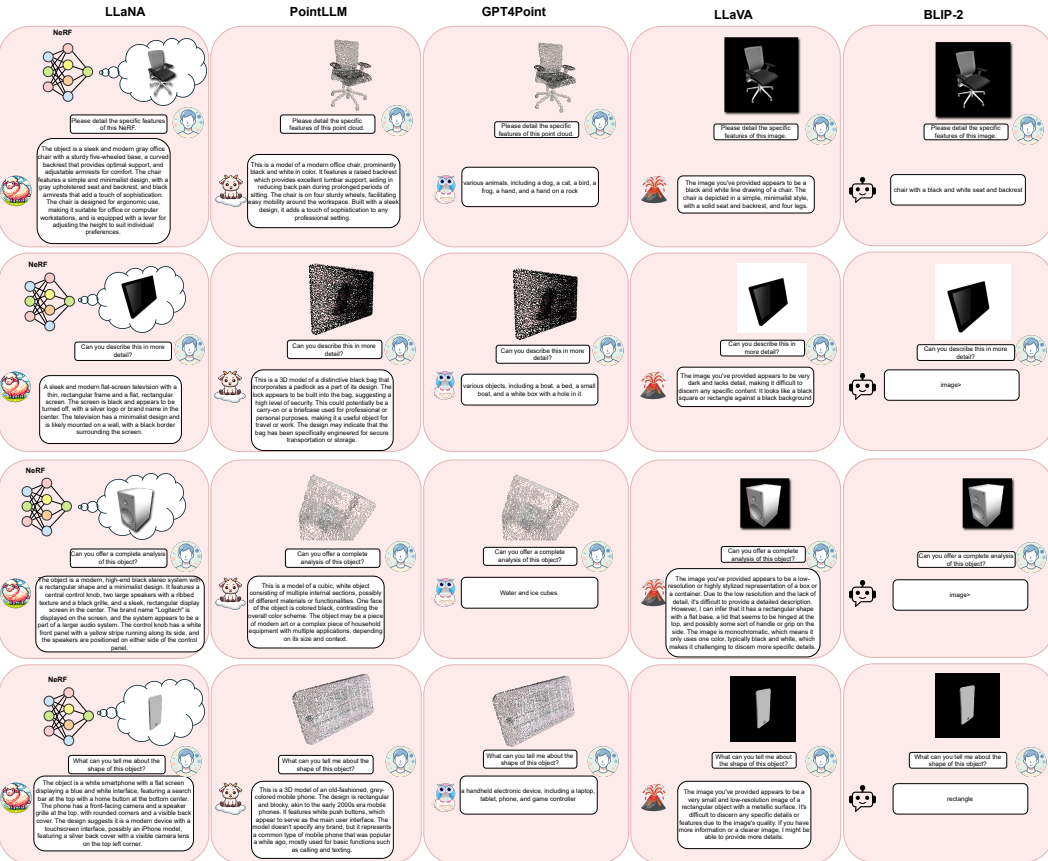 LLaNA
PointLLM
GPT4Point
LLaVA
BLIP-2
NeRF
Please detail the specific
features of this NeRF.
The object is a sleek and modern gray office
chair with a sturdy five-wheeled base, a curved
backrest that provides optimal support, and
adjustable armrests for comfort. The chair
features a simple and minimalist design, with a
gray upholstered seat and backrest, and black
armrests that add a touch of sophistication.
The chair is designed for ergonomic use,
making it suitable for office or computer
workstations, and is equipped with a lever for
adjusting the height to suit individual
preferences.
Please detail the specific
features of this point cloud.
This is a model of a modern office chair, prominently
black and white in color. It features a raised backrest
which provides excellent lumbar support, aiding in
reducing back pain during prolonged periods of
sitting. The chair is on four sturdy wheels, facilitating
easy mobility around the workspace. Built with a sleek
design, it adds a touch of sophistication to any
professional setting.
Please detail the specific
features of this point cloud.
various animals, including a dog, a cat, a bird, a
frog, a hand, and a hand on a rock
Please detail the specific
features of this image.
The image you've provided appears to be a
black and white line drawing of a chair. The
chair is depicted in a simple, minimalist style,
with a solid seat and backrest, and four legs.
Please detail the specific
features of this image.
chair with a black and white seat and backrest
NeRF
Can you describe this in more
detail?
A sleek and modern flat-screen television with a
thin, rectangular frame and a flat, rectangular
screen. The screen is black and appears to be
turned off, with a silver logo or brand name in the
center. The television has a minimalist design and
is likely mounted on a wall, with a black border
surrounding the screen.
Can you describe this in more
detail?
This is a 3D model of a distinctive black bag that
incorporates a padlock as a part of its design. The
lock appears to be built into the bag, suggesting a
high level of security. This could potentially be a
carry-on or a briefcase used for professional or
personal purposes, making it a useful object for
travel or work. The design may indicate that the
bag has been specifically engineered for secure
transportation or storage.
Can you describe this in more
detail?
various objects, including a boat, a bed, a small
boat, and a white box with a hole in it
Can you describe this in
more detail?
The image you've provided appears to be very
dark and lacks detail, making it difficult to
discern any specific content. It looks like a black
square or rectangle against a black background
Can you describe this in more
detail?
image>
NeRF
Can you offer a complete analysis
of this object?
The object is a modern, high-end black stereo system with
a rectangular shape and a minimalist design. It features a
central control knob, two large speakers with a ribbed
texture and a black grille, and a sleek, rectangular display
screen in the center. The brand name "Logitech" is
displayed on the screen, and the system appears to be a
part of a larger audio system. The control knob has a white
front panel with a yellow stripe running along its side, and
the speakers are positioned on either side of the control
panel.
Can you offer a complete
analysis of this object?
This is a model of a cubic, white object
consisting of multiple internal sections, possibly
of different materials or functionalities. One face
of the object is colored black, contrasting the
overall color scheme. The object may be a piece
of modern art or a complex piece of household
equipment with multiple applications, depending
on its size and context.
Can you offer a complete
analysis of this object?
Water and ice cubes.
Can you offer a complete
analysis of this object?
The image you've provided appears to be a low-
resolution or highly stylized representation of a box or
a container. Due to the low resolution and the lack of
detail, it's difficult to provide a detailed description.
However, I can infer that it has a rectangular shape
with a flat base, a lid that seems to be hinged at the
top, and possibly some sort of handle or grip on the
side. The image is monochromatic, which means it
only uses one color, typically black and white, which
makes it challenging to discern more specific details.
Can you offer a complete analysis
of this object?
image>
NeRF
What can you tell me about the
shape of this object?
The object is a white smartphone with a flat screen
displaying a blue and white interface, featuring a search
bar at the top with a home button at the bottom center.
The phone has a front-facing camera and a speaker
grille at the top, with rounded corners and a visible back
cover. The design suggests it is a modern device with a
touchscreen interface, possibly an iPhone model,
featuring a silver back cover with a visible camera lens
on the top left corner.
What can you tell me about the
shape of this object?
This is a 3D model of an old-fashioned, grey-
colored mobile phone. The design is rectangular
and blocky, akin to the early 2000s era mobile
phones. It features white push buttons, which
appear to serve as the main user interface. The
model doesn't specify any brand, but it represents
a common type of mobile phone that was popular
a while ago, mostly used for basic functions such
as calling and texting.
What can you tell me about the
shape of this object?
a handheld electronic device, including a laptop,
tablet, phone, and game controller
What can you tell me about
the shape of this object?
The image you've provided appears to be a
very small and low-resolution image of a
rectangular object with a metallic surface. It's
difficult to discern any specific details or
features due to the image's quality. If you have
more information or a clearer image, I might be
able to provide more details.
What can you tell me about the
shape of this object?
rectangle